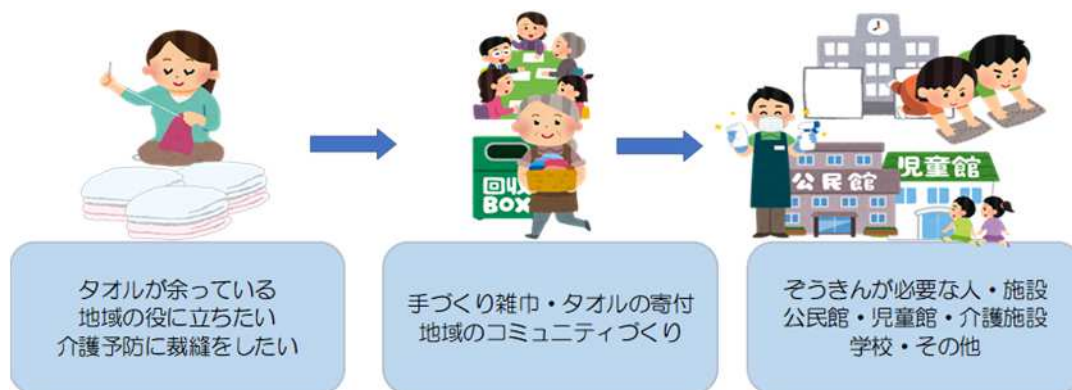 回収
BOX
公民館
児童館
タオルが余っている
地域の役に立ちたい
介護予防に裁縫をしたい
手づくり雑巾・タオルの寄付
地域のコミュニティづくり
ぞうきんが必要な人・施設
公民館・児童館・介護施設
学校・その他